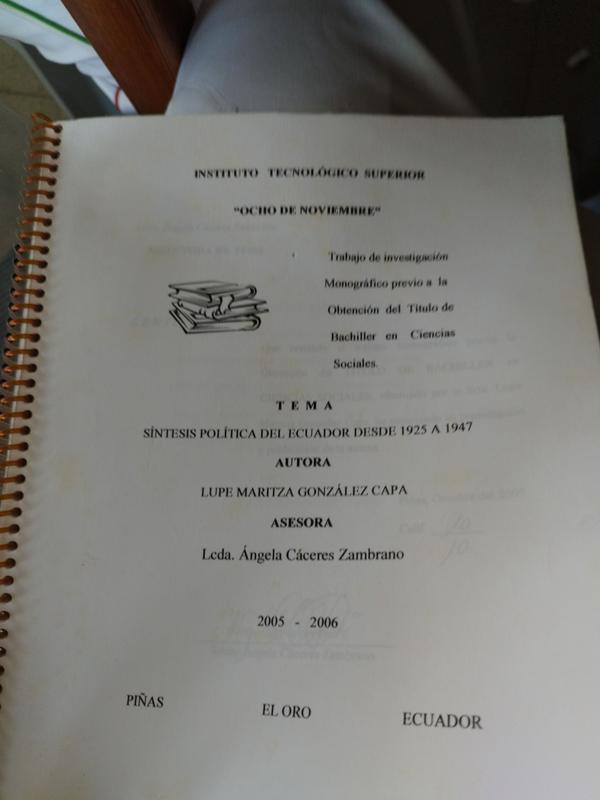 INSTITUTO TECNOLÓGICO SUPERIOR
"OCHO DE NOVIEMBRE"
Trabajo de investigación
Monográfico previo a la
Obtención del Titulo de
Bachiller en Ciencias
Sociales.
T E M A
SÍNTESIS POLÍTICA DEL ECUADOR DESDE 1925 A 1947
AUTORA
LUPE MARITZA GONZÁLEZ CAPA
ASESORA
Lcda. Ángela Cáceres Zambrano
2005 - 2006
PIÑAS EL ORO ECUADOR